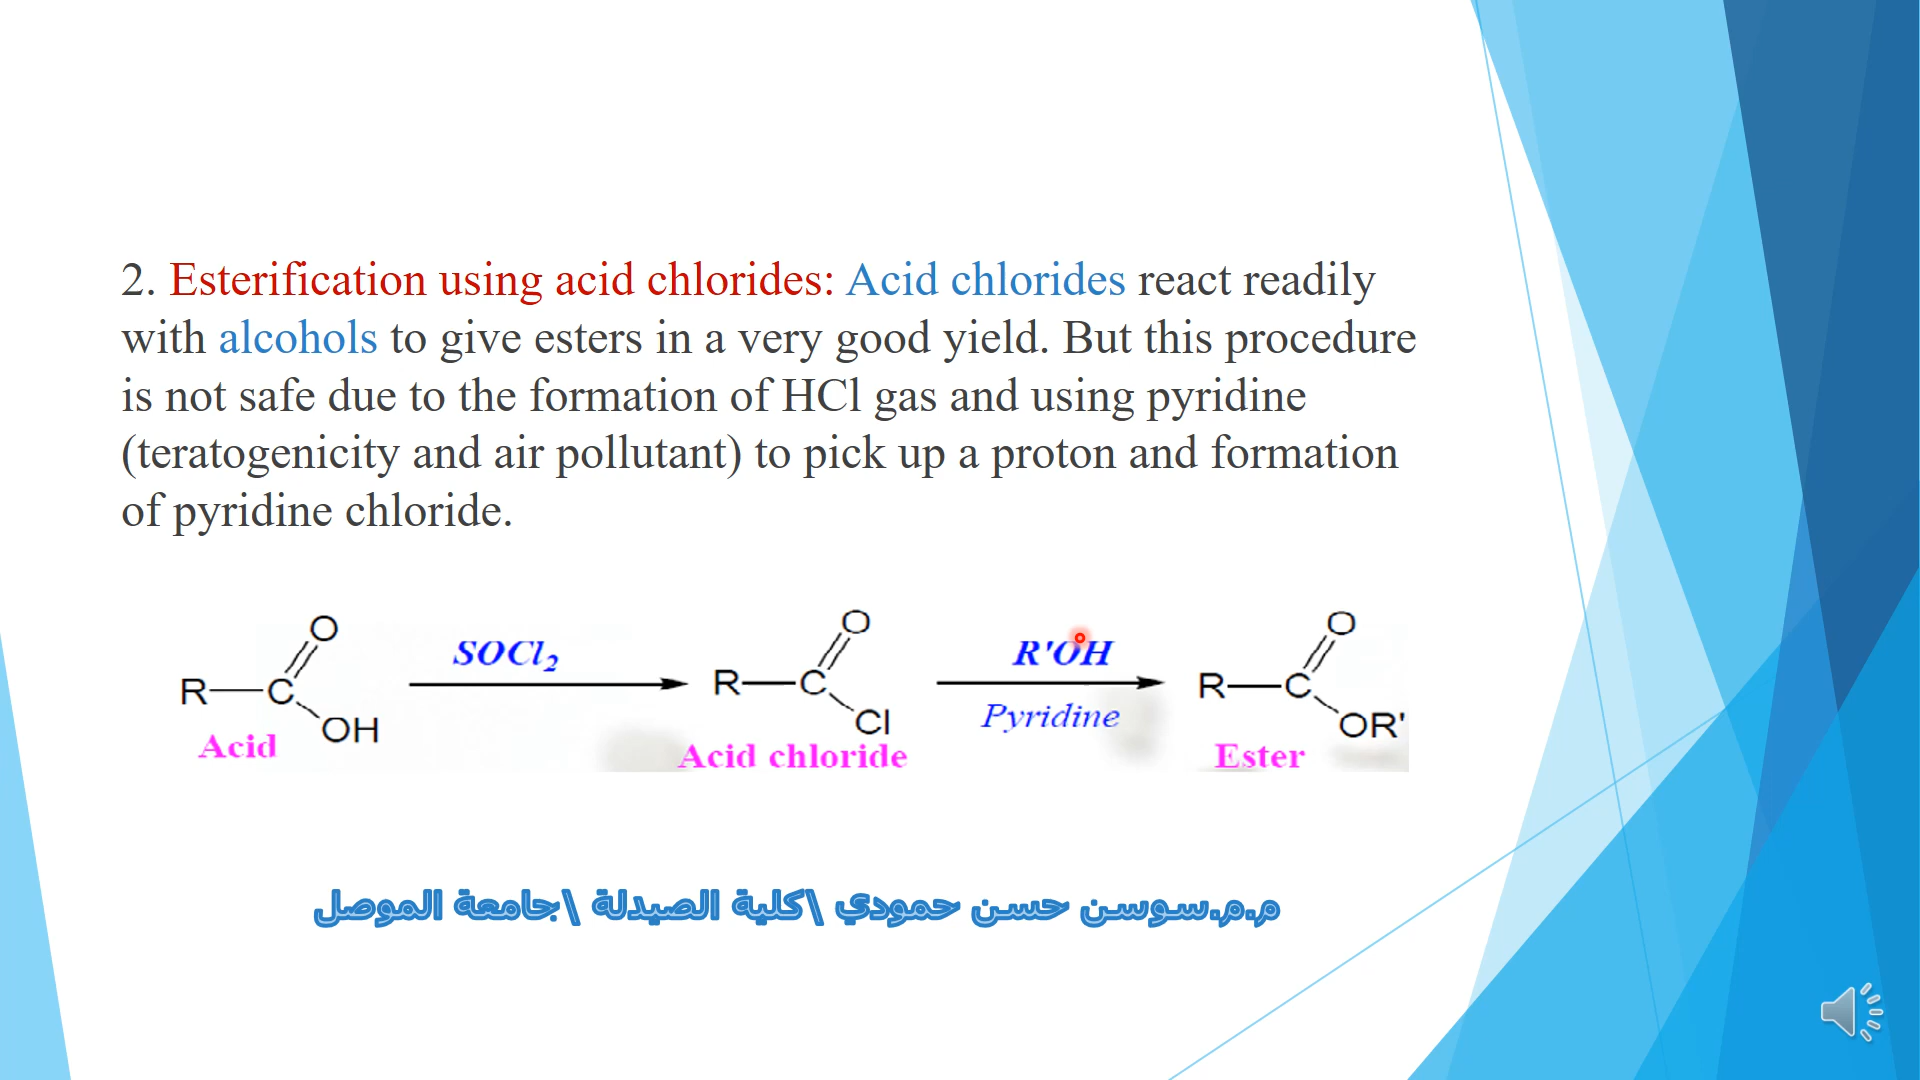 2. Esterification using acid chlorides: Acid chlorides react readily
with alcohols to give esters in a very good yield. But this procedure
is not safe due to the formation of HCl gas and using pyridine
(teratogenicity and air pollutant) to pick up a proton and formation
of pyridine chloride.
R—C
O
OH
Acid
SOCl₂
R—C
O
Cl
Acid chloride
R'OH
Pyridine
R—C
O
OR'
Ester
م.م.سوسن حسن حمودي \كلية الصيدلة \جامعة الموصل